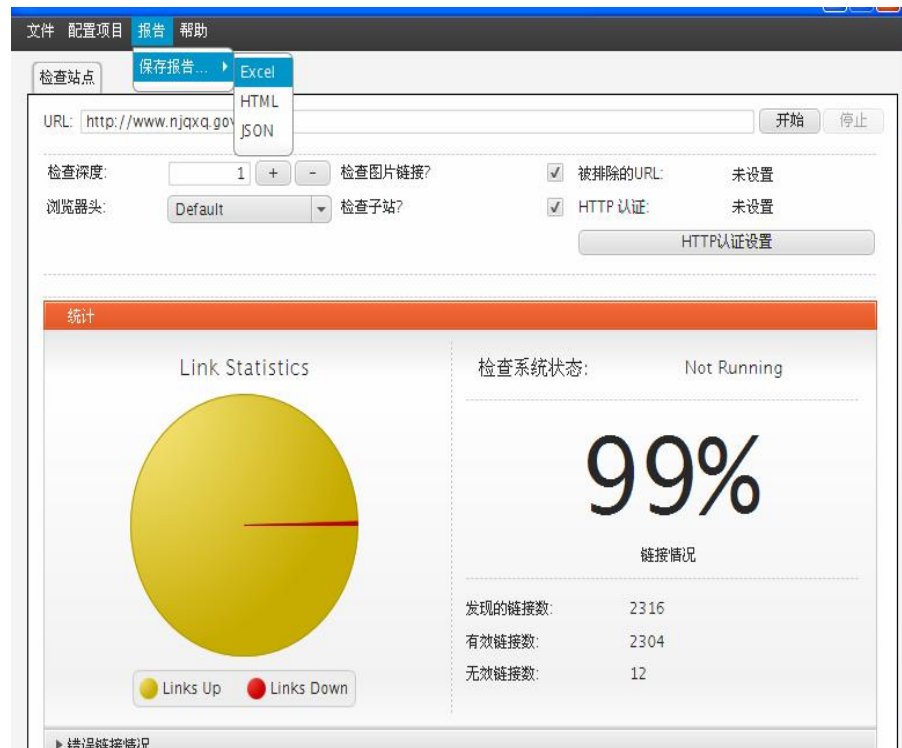 文件 配置项目 报告 帮助
保存报告... Excel
HTML
JSON
检查站点
URL: http://www.njqxq.gov 开始 停止
检查深度: 1 + - 检查图片链接? 被排除的URL: 未设置
浏览器头: Default 检查子站? HTTP 认证: 未设置
HTTP认证设置
统计
Link Statistics 检查系统状态: Not Running
99%
链接情况
发现的链接数: 2316
有效链接数: 2304
无效链接数: 12
Links Up Links Down
错误链接情况